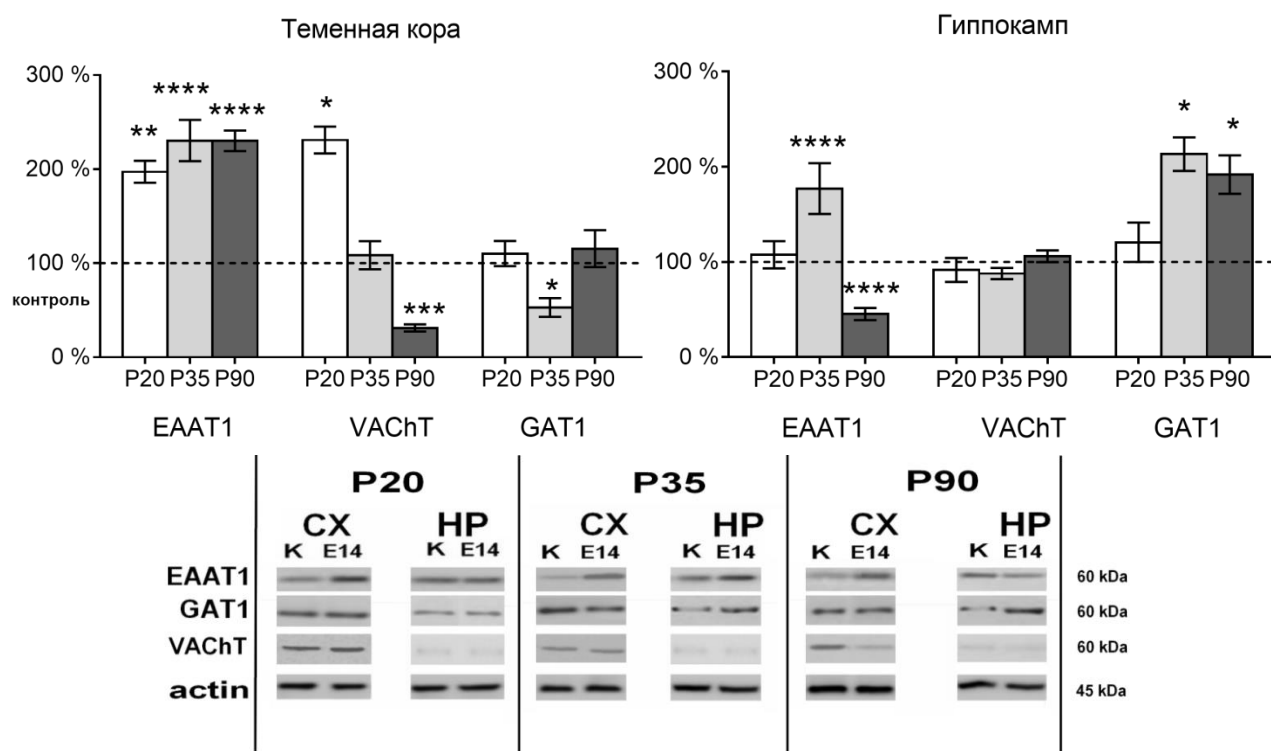 Теменная кора
300 %
200 %
100 %
контроль
0 %
**
****
****
*
***
*
P20 P35 P90
P20 P35 P90
P20 P35 P90
EAAT1
VAChT
GAT1
Гиппокамп
300 %
200 %
100 %
0 %
****
****
*
*
P20 P35 P90
P20 P35 P90
P20 P35 P90
EAAT1
VAChT
GAT1
P20
P35
P90
CX HP
CX HP
CX HP
K E14 K E14
K E14 K E14
K E14 K E14
EAAT1 60 kDa
GAT1 60 kDa
VAChT 60 kDa
actin 45 kDa